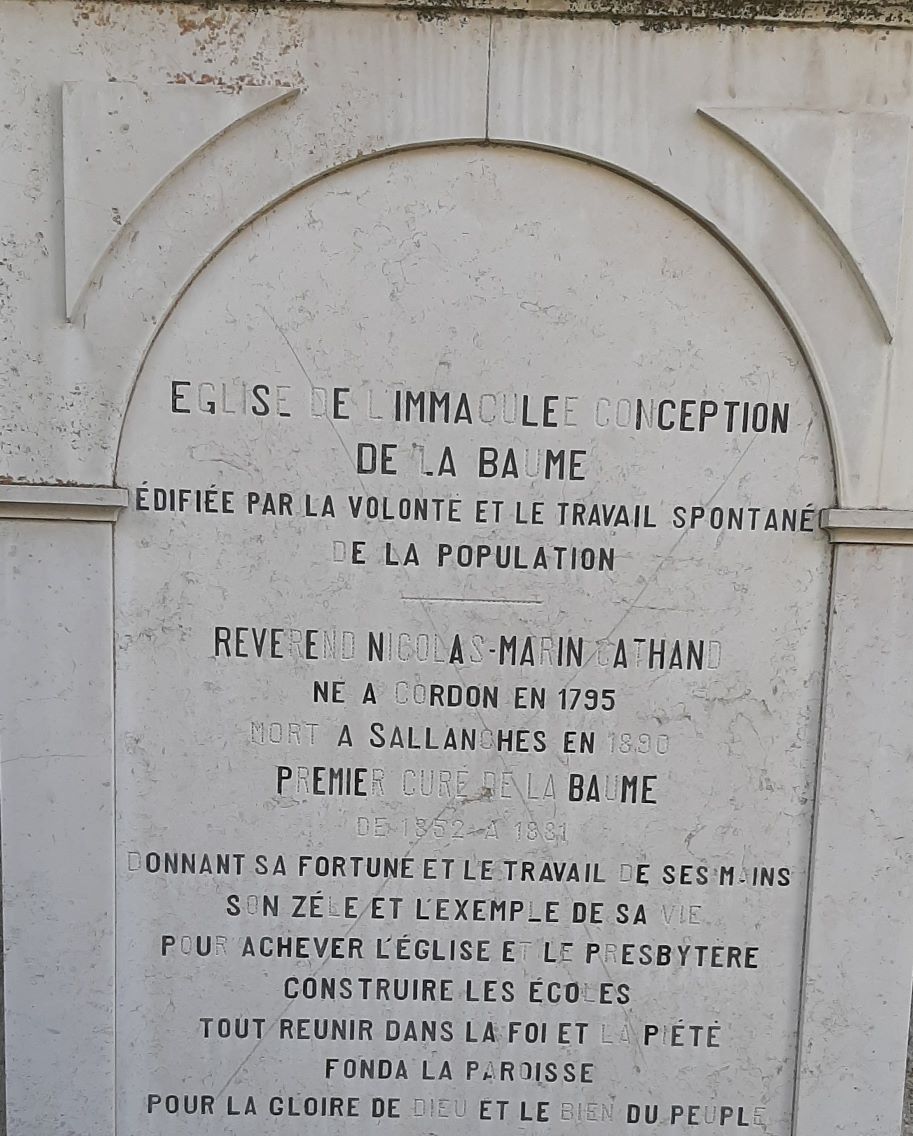 EGLISE DE L'IMMACULEE CONCEPTION
DE LA BAUME
ÉDIFIÉE PAR LA VOLONTE ET LE TRAVAIL SPONTANÉ
DE LA POPULATION
REVEREND NICOLAS-MARIN CATHAND
NE A CORDON EN 1795
MORT A SALLANCHES EN 1890
PREMIER CURÉ DE LA BAUME
DE 1852 A 1881
DONNANT SA FORTUNE ET LE TRAVAIL DE SES MAINS
SON ZÉLE ET L'EXEMPLE DE SA VIE
POUR ACHEVER L'ÉGLISE ET LE PRESBYTERE
CONSTRUIRE LES ÉCOLES
TOUT REUNIR DANS LA FOI ET LA PIÉTÉ
FONDA LA PAROISSE
POUR LA GLOIRE DE DIEU ET LE BIEN DU PEUPLE